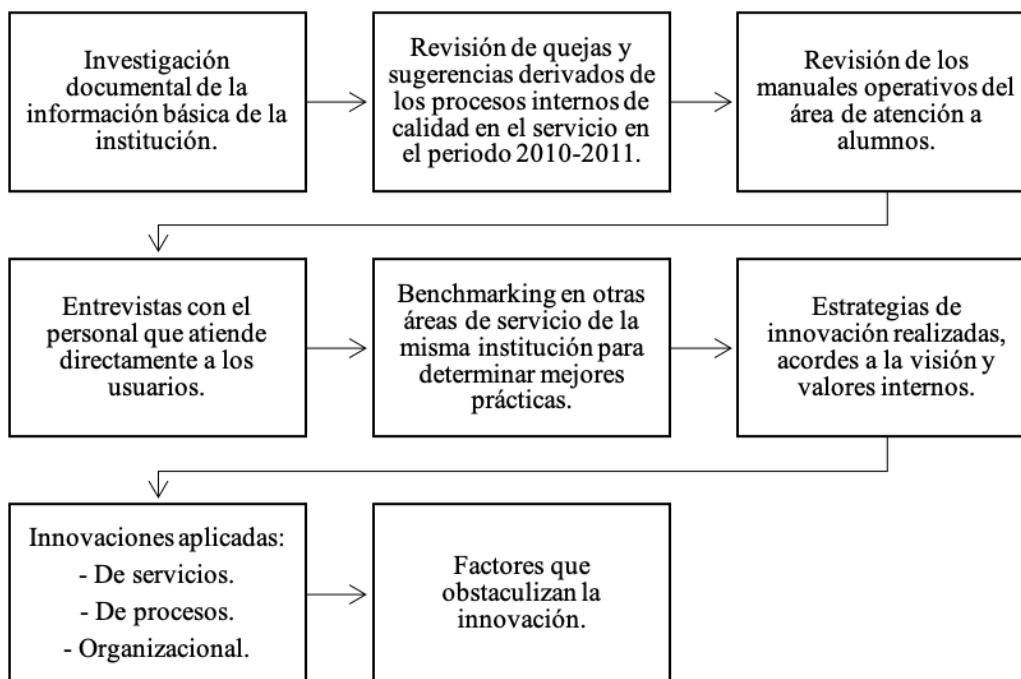 Investigación
documental de la
información básica de la
institución.
Revisión de quejas y
sugerencias derivados de
los procesos internos de
calidad en el servicio en
el periodo 2010-2011.
Revisión de los
manuales operativos del
área de atención a
alumnos.
Entrevistas con el
personal que atiende
directamente a los
usuarios.
Benchmarking en otras
áreas de servicio de la
misma institución para
determinar mejores
prácticas.
Estrategias de
innovación realizadas,
acordes a la visión y
valores internos.
Innovaciones aplicadas:
- De servicios.
- De procesos.
- Organizacional.
Factores que
obstaculizan la
innovación.